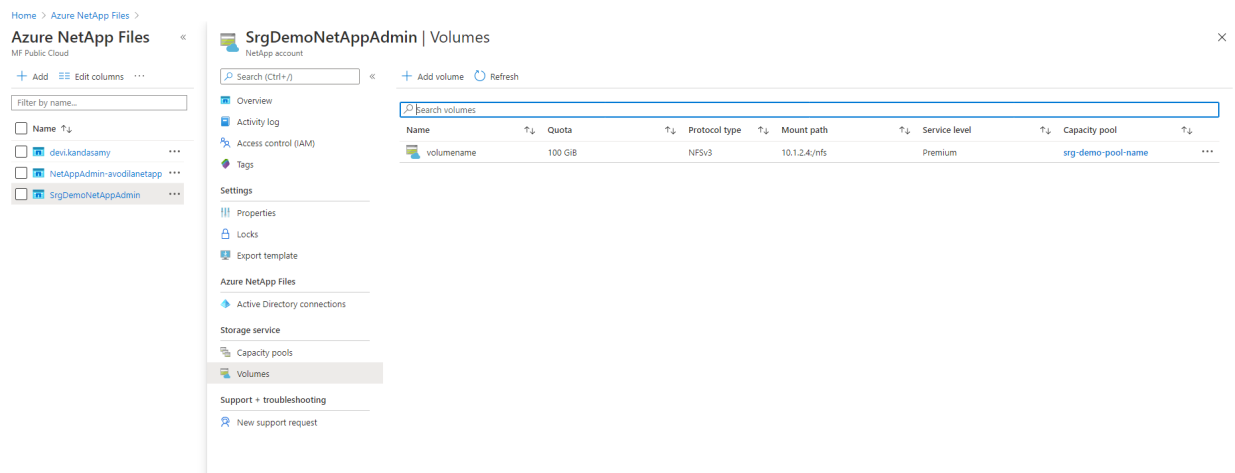 Home > Azure NetApp Files >
Azure NetApp Files «
MF Public Cloud
+ Add Edit columns ...
Filter by name...
Name ↑↓
devi.kandasamy ...
NetAppAdmin-avodilanetapp ...
SrgDemoNetAppAdmin ...
SrgDemoNetAppAdmin | Volumes
NetApp account
Search (Ctrl+/) «
Overview
Activity log
Access control (IAM)
Tags
Settings
Properties
Locks
Export template
Azure NetApp Files
Active Directory connections
Storage service
Capacity pools
Volumes
Support + troubleshooting
New support request
+ Add volume Refresh
Search volumes
Name ↑↓ Quota ↑↓ Protocol type ↑↓ Mount path ↑↓ Service level ↑↓ Capacity pool ↑↓
volumename 100 GiB NFSv3 10.1.2.4:/nfs Premium srg-demo-pool-name ...